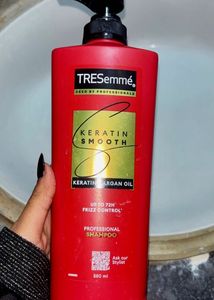 TRESemmé
USED BY PROFESSIONALS
KERATIN
SMOOTH
KERATIN + ARGAN OIL
UP TO 72H
FRIZZ CONTROL*
PROFESSIONAL
SHAMPOO
Ask our
Stylist
580 ml